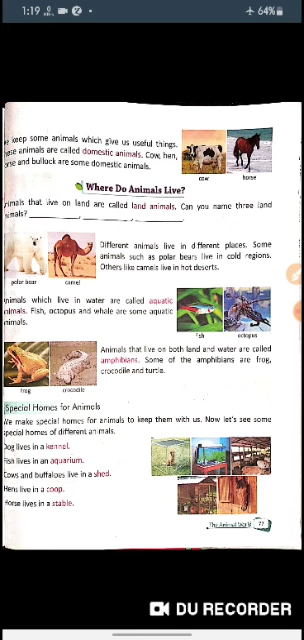 1:19
64%
e keep some animals which give us useful things.
ese animals are called domestic animals. Cow, hen,
rse and bullock are some domestic animals.
cow
horse
Where Do Animals Live?
nimals that live on land are called land animals. Can you name three land
nimals?
polar bear
camel
Different animals live in different places. Some
animals such as polar bears live in cold regions.
Others like camels live in hot deserts.
nimals which live in water are called aquatic
nimals. Fish, octopus and whale are some aquatic
nimals.
fish
octopus
Animals that live on both land and water are called
amphibians. Some of the amphibians are frog,
crocodile and turtle.
frog
crocodile
Special Homes for Animals
We make special homes for animals to keep them with us. Now let's see some
special homes of different animals.
Dog lives in a kennel.
Fish lives in an aquarium.
Cows and buffaloes live in a shed.
Hens live in a coop.
Horse lives in a stable.
The Animal World 77
DU RECORDER